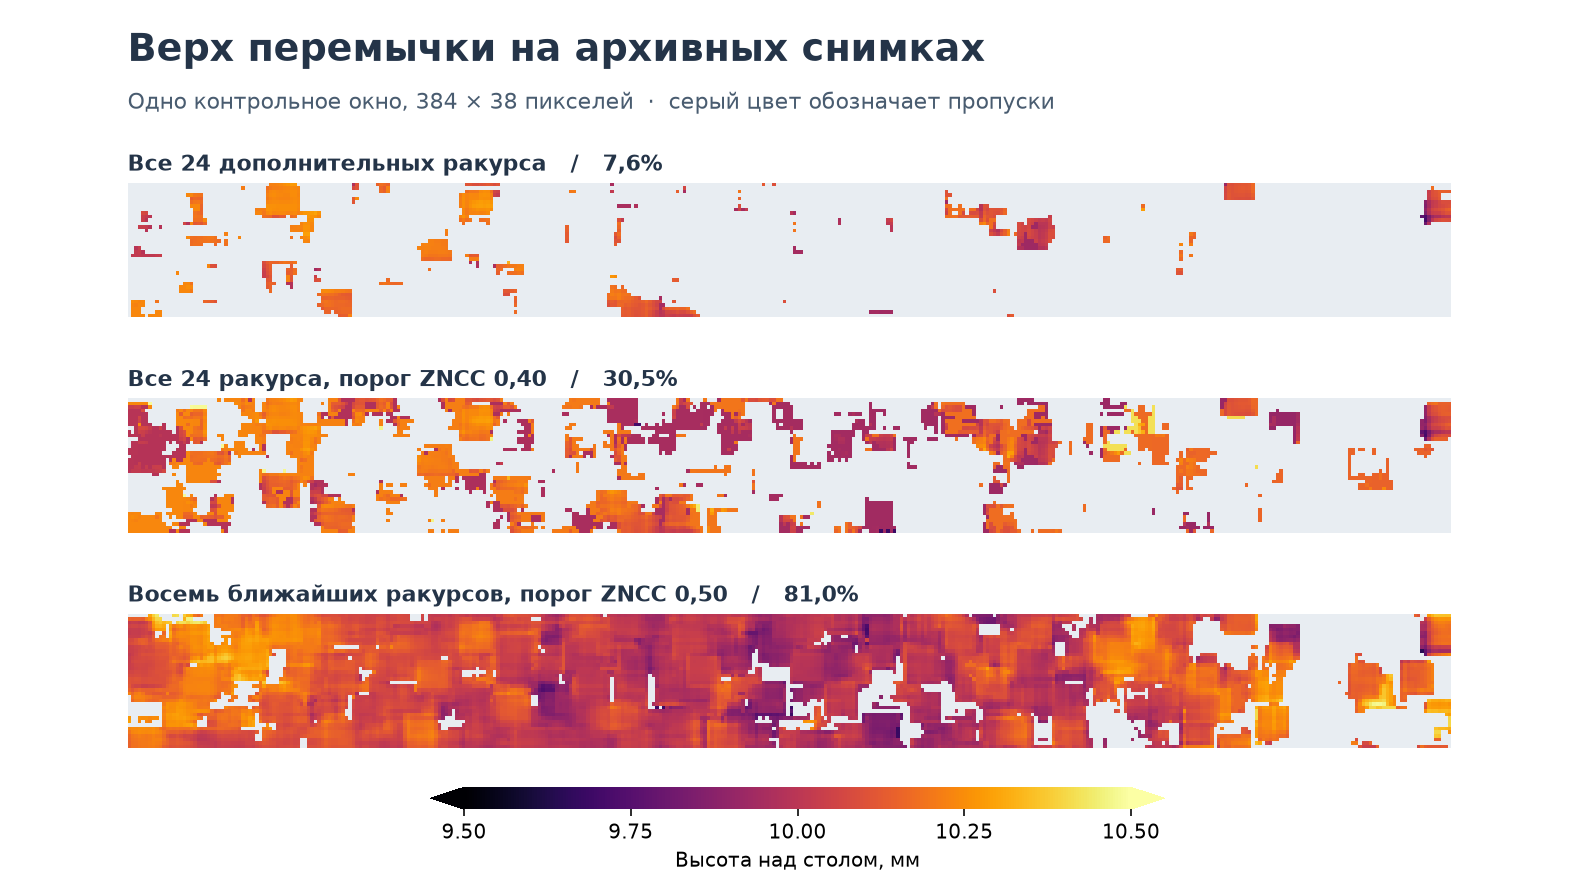 Верх перемычки на архивных снимках
Одно контрольное окно, 384 × 38 пикселей · серый цвет обозначает пропуски
Все 24 дополнительных ракурса / 7,6%
Все 24 ракурса, порог ZNCC 0,40 / 30,5%
Восемь ближайших ракурсов, порог ZNCC 0,50 / 81,0%
9.50 9.75 10.00 10.25 10.50
Высота над столом, мм